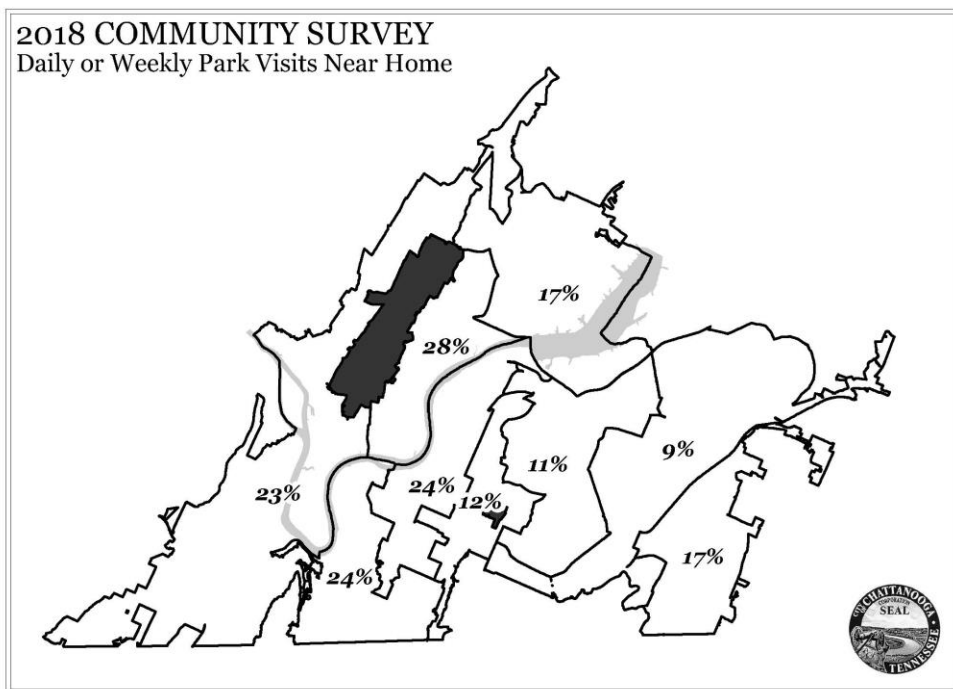 2018 COMMUNITY SURVEY
Daily or Weekly Park Visits Near Home
17%
28%
9%
11%
24%
12%
23%
17%
24%
CHATTANOOGA
CORPORATION
SEAL
TENNESSEE